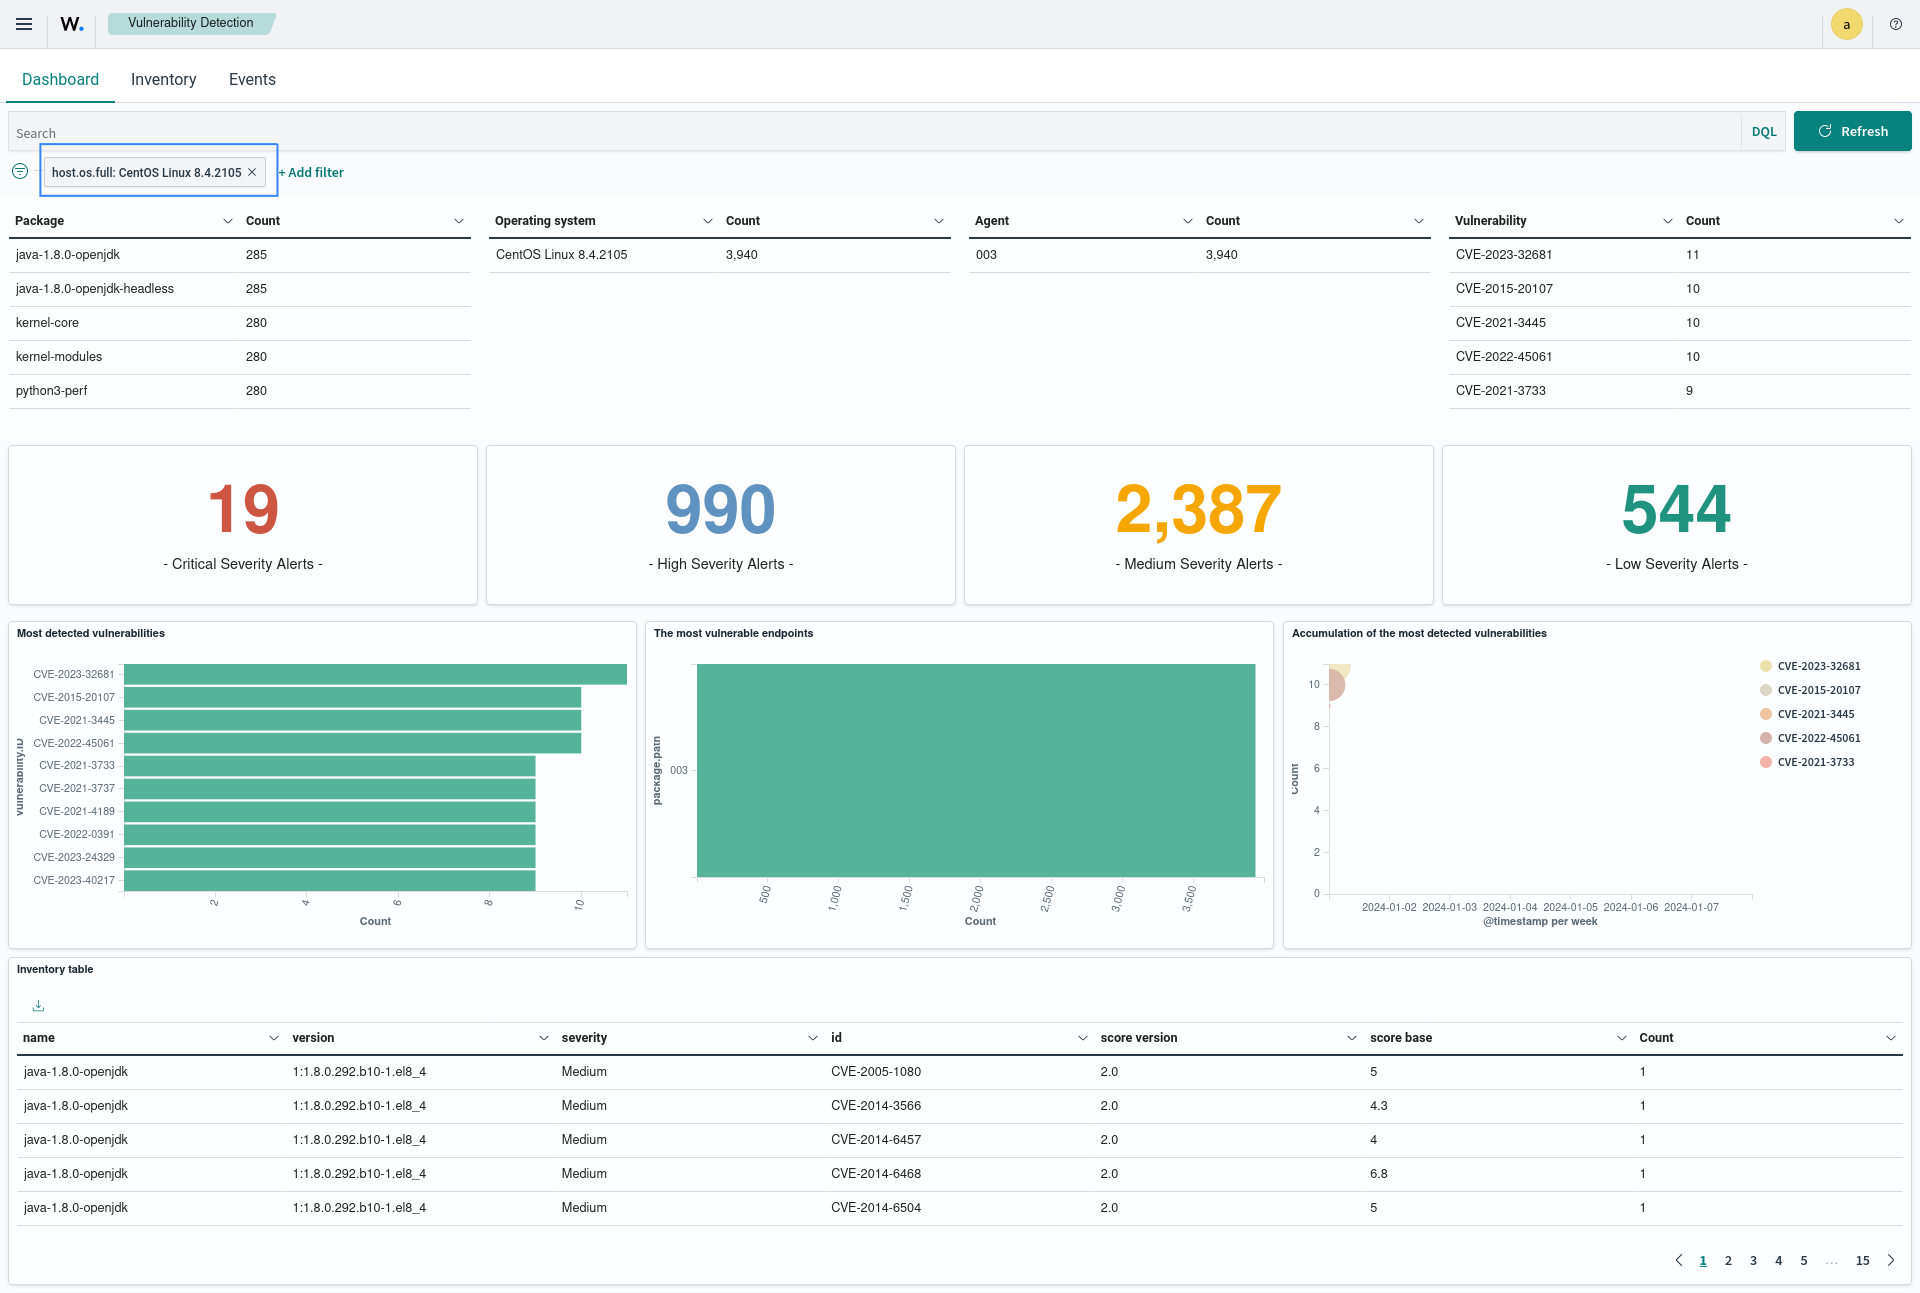 W. Vulnerability Detection a
Dashboard Inventory Events
Search DQL Refresh
host.os.full: CentOS Linux 8.4.2105 × + Add filter
Package Count Operating system Count Agent Count Vulnerability Count
java-1.8.0-openjdk 285 CentOS Linux 8.4.2105 3,940 003 3,940 CVE-2023-32681 11
java-1.8.0-openjdk-headless 285 CVE-2015-20107 10
kernel-core 280 CVE-2021-3445 10
kernel-modules 280 CVE-2022-45061 10
python3-perf 280 CVE-2021-3733 9
19 990 2,387 544
- Critical Severity Alerts - - High Severity Alerts - - Medium Severity Alerts - - Low Severity Alerts -
Most detected vulnerabilities
vulnerability.ID
CVE-2023-32681
CVE-2015-20107
CVE-2021-3445
CVE-2022-45061
CVE-2021-3733
CVE-2021-3737
CVE-2021-4189
CVE-2022-0391
CVE-2023-24329
CVE-2023-40217
2 4 6 8 10
Count
The most vulnerable endpoints
package.path
003
500 1,000 1,500 2,000 2,500 3,000 3,500
Count
Accumulation of the most detected vulnerabilities
Count
10
8
6
4
2
0
2024-01-02 2024-01-03 2024-01-04 2024-01-05 2024-01-06 2024-01-07
@timestamp per week
CVE-2023-32681
CVE-2015-20107
CVE-2021-3445
CVE-2022-45061
CVE-2021-3733
Inventory table
name version severity id score version score base Count
java-1.8.0-openjdk 1:1.8.0.292.b10-1.el8_4 Medium CVE-2005-1080 2.0 5 1
java-1.8.0-openjdk 1:1.8.0.292.b10-1.el8_4 Medium CVE-2014-3566 2.0 4.3 1
java-1.8.0-openjdk 1:1.8.0.292.b10-1.el8_4 Medium CVE-2014-6457 2.0 4 1
java-1.8.0-openjdk 1:1.8.0.292.b10-1.el8_4 Medium CVE-2014-6468 2.0 6.8 1
java-1.8.0-openjdk 1:1.8.0.292.b10-1.el8_4 Medium CVE-2014-6504 2.0 5 1
1 2 3 4 5 ... 15